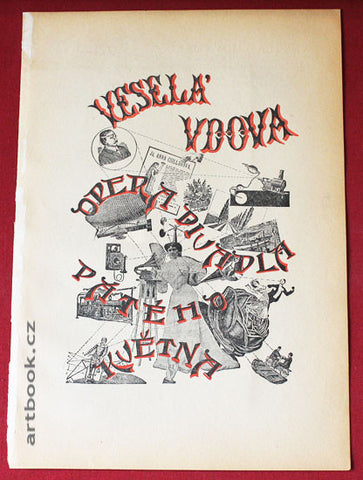 VESELÁ
VDOVA
OPERA DIVADLA
PÁTÉHO
KVĚTNA
artbook.cz